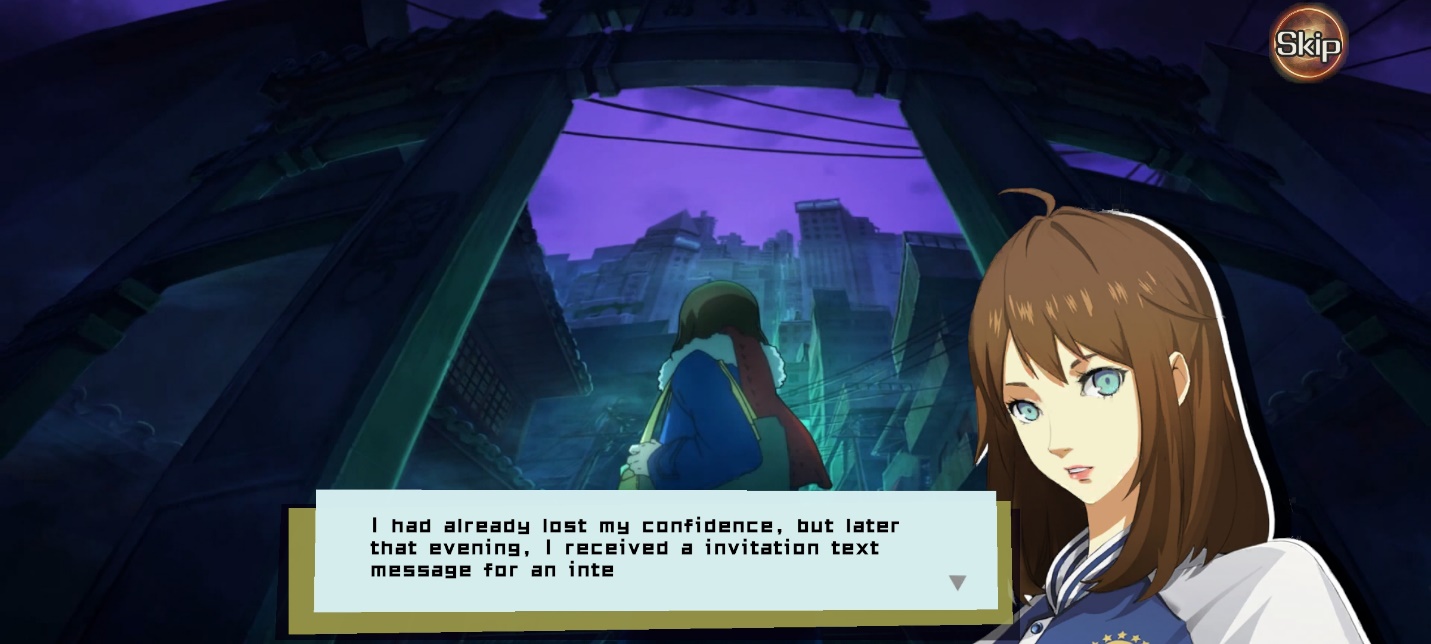 Skip
I had already lost my confidence, but later
that evening, I received a invitation text
message for an inte